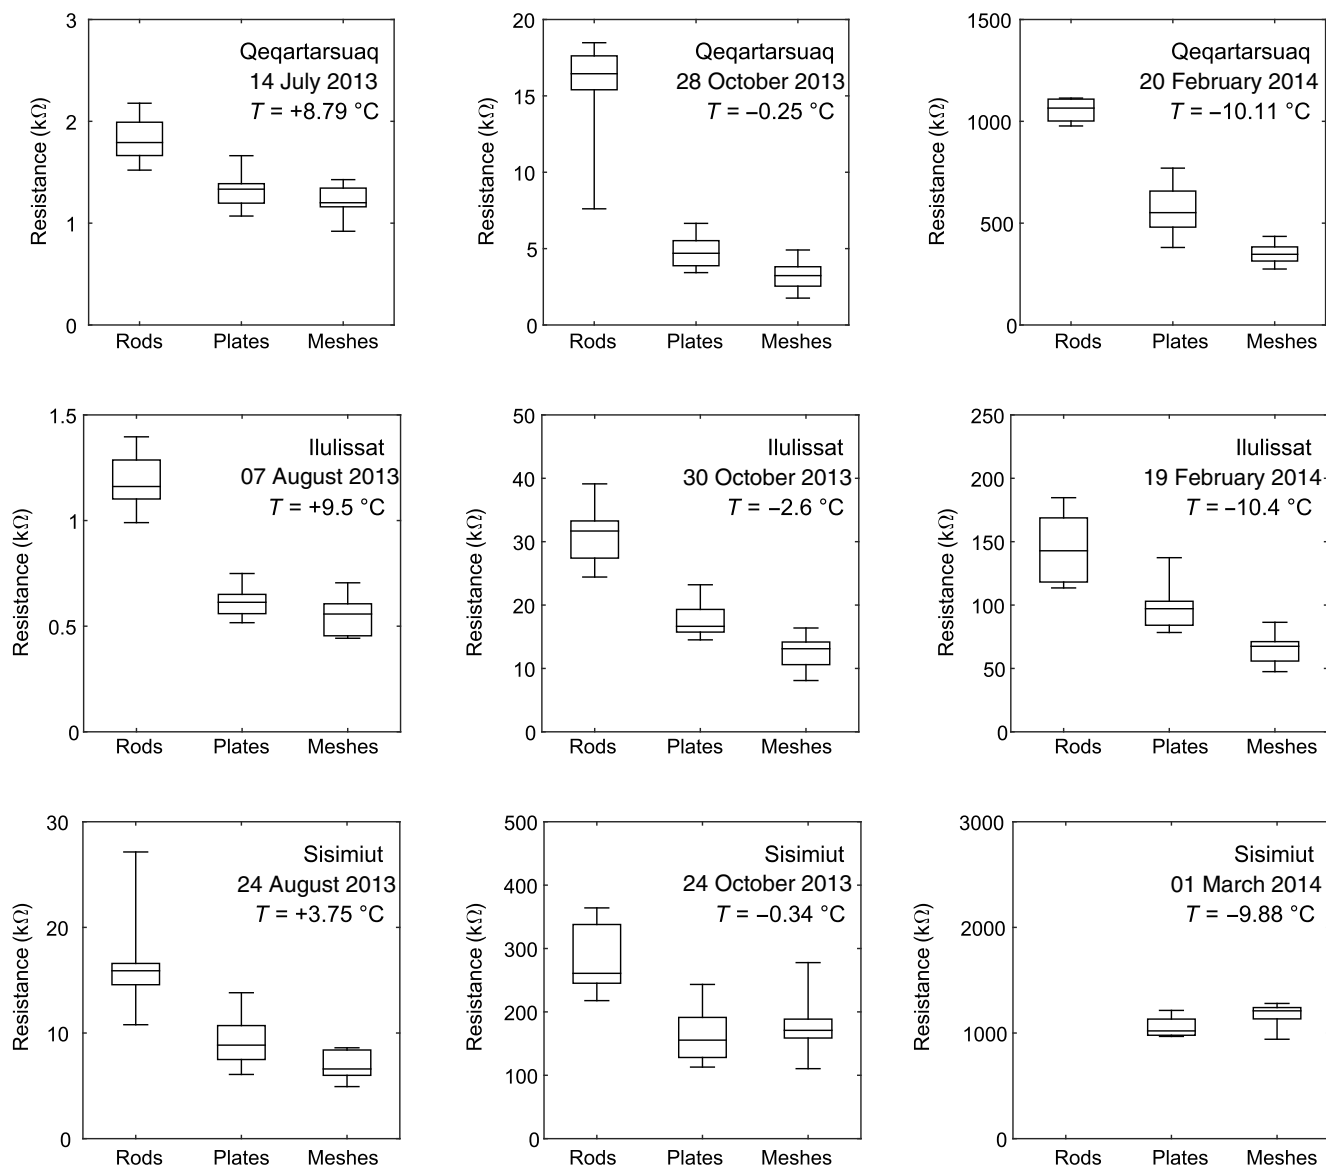 3
2
1
0
Resistance (kΩ)
Qeqartarsuaq
14 July 2013
T = +8.79 °C
Rods Plates Meshes
20
15
10
5
0
Resistance (kΩ)
Qeqartarsuaq
28 October 2013
T = −0.25 °C
Rods Plates Meshes
1500
1000
500
0
Resistance (kΩ)
Qeqartarsuaq
20 February 2014
T = −10.11 °C
Rods Plates Meshes
1.5
1
0.5
0
Resistance (kΩ)
Ilulissat
07 August 2013
T = +9.5 °C
Rods Plates Meshes
50
40
30
20
10
0
Resistance (kΩ)
Ilulissat
30 October 2013
T = −2.6 °C
Rods Plates Meshes
250
200
150
100
50
0
Resistance (kΩ)
Ilulissat
19 February 2014
T = −10.4 °C
Rods Plates Meshes
30
20
10
0
Resistance (kΩ)
Sisimiut
24 August 2013
T = +3.75 °C
Rods Plates Meshes
500
400
300
200
100
0
Resistance (kΩ)
Sisimiut
24 October 2013
T = −0.34 °C
Rods Plates Meshes
3000
2000
1000
0
Resistance (kΩ)
Sisimiut
01 March 2014
T = −9.88 °C
Rods Plates Meshes